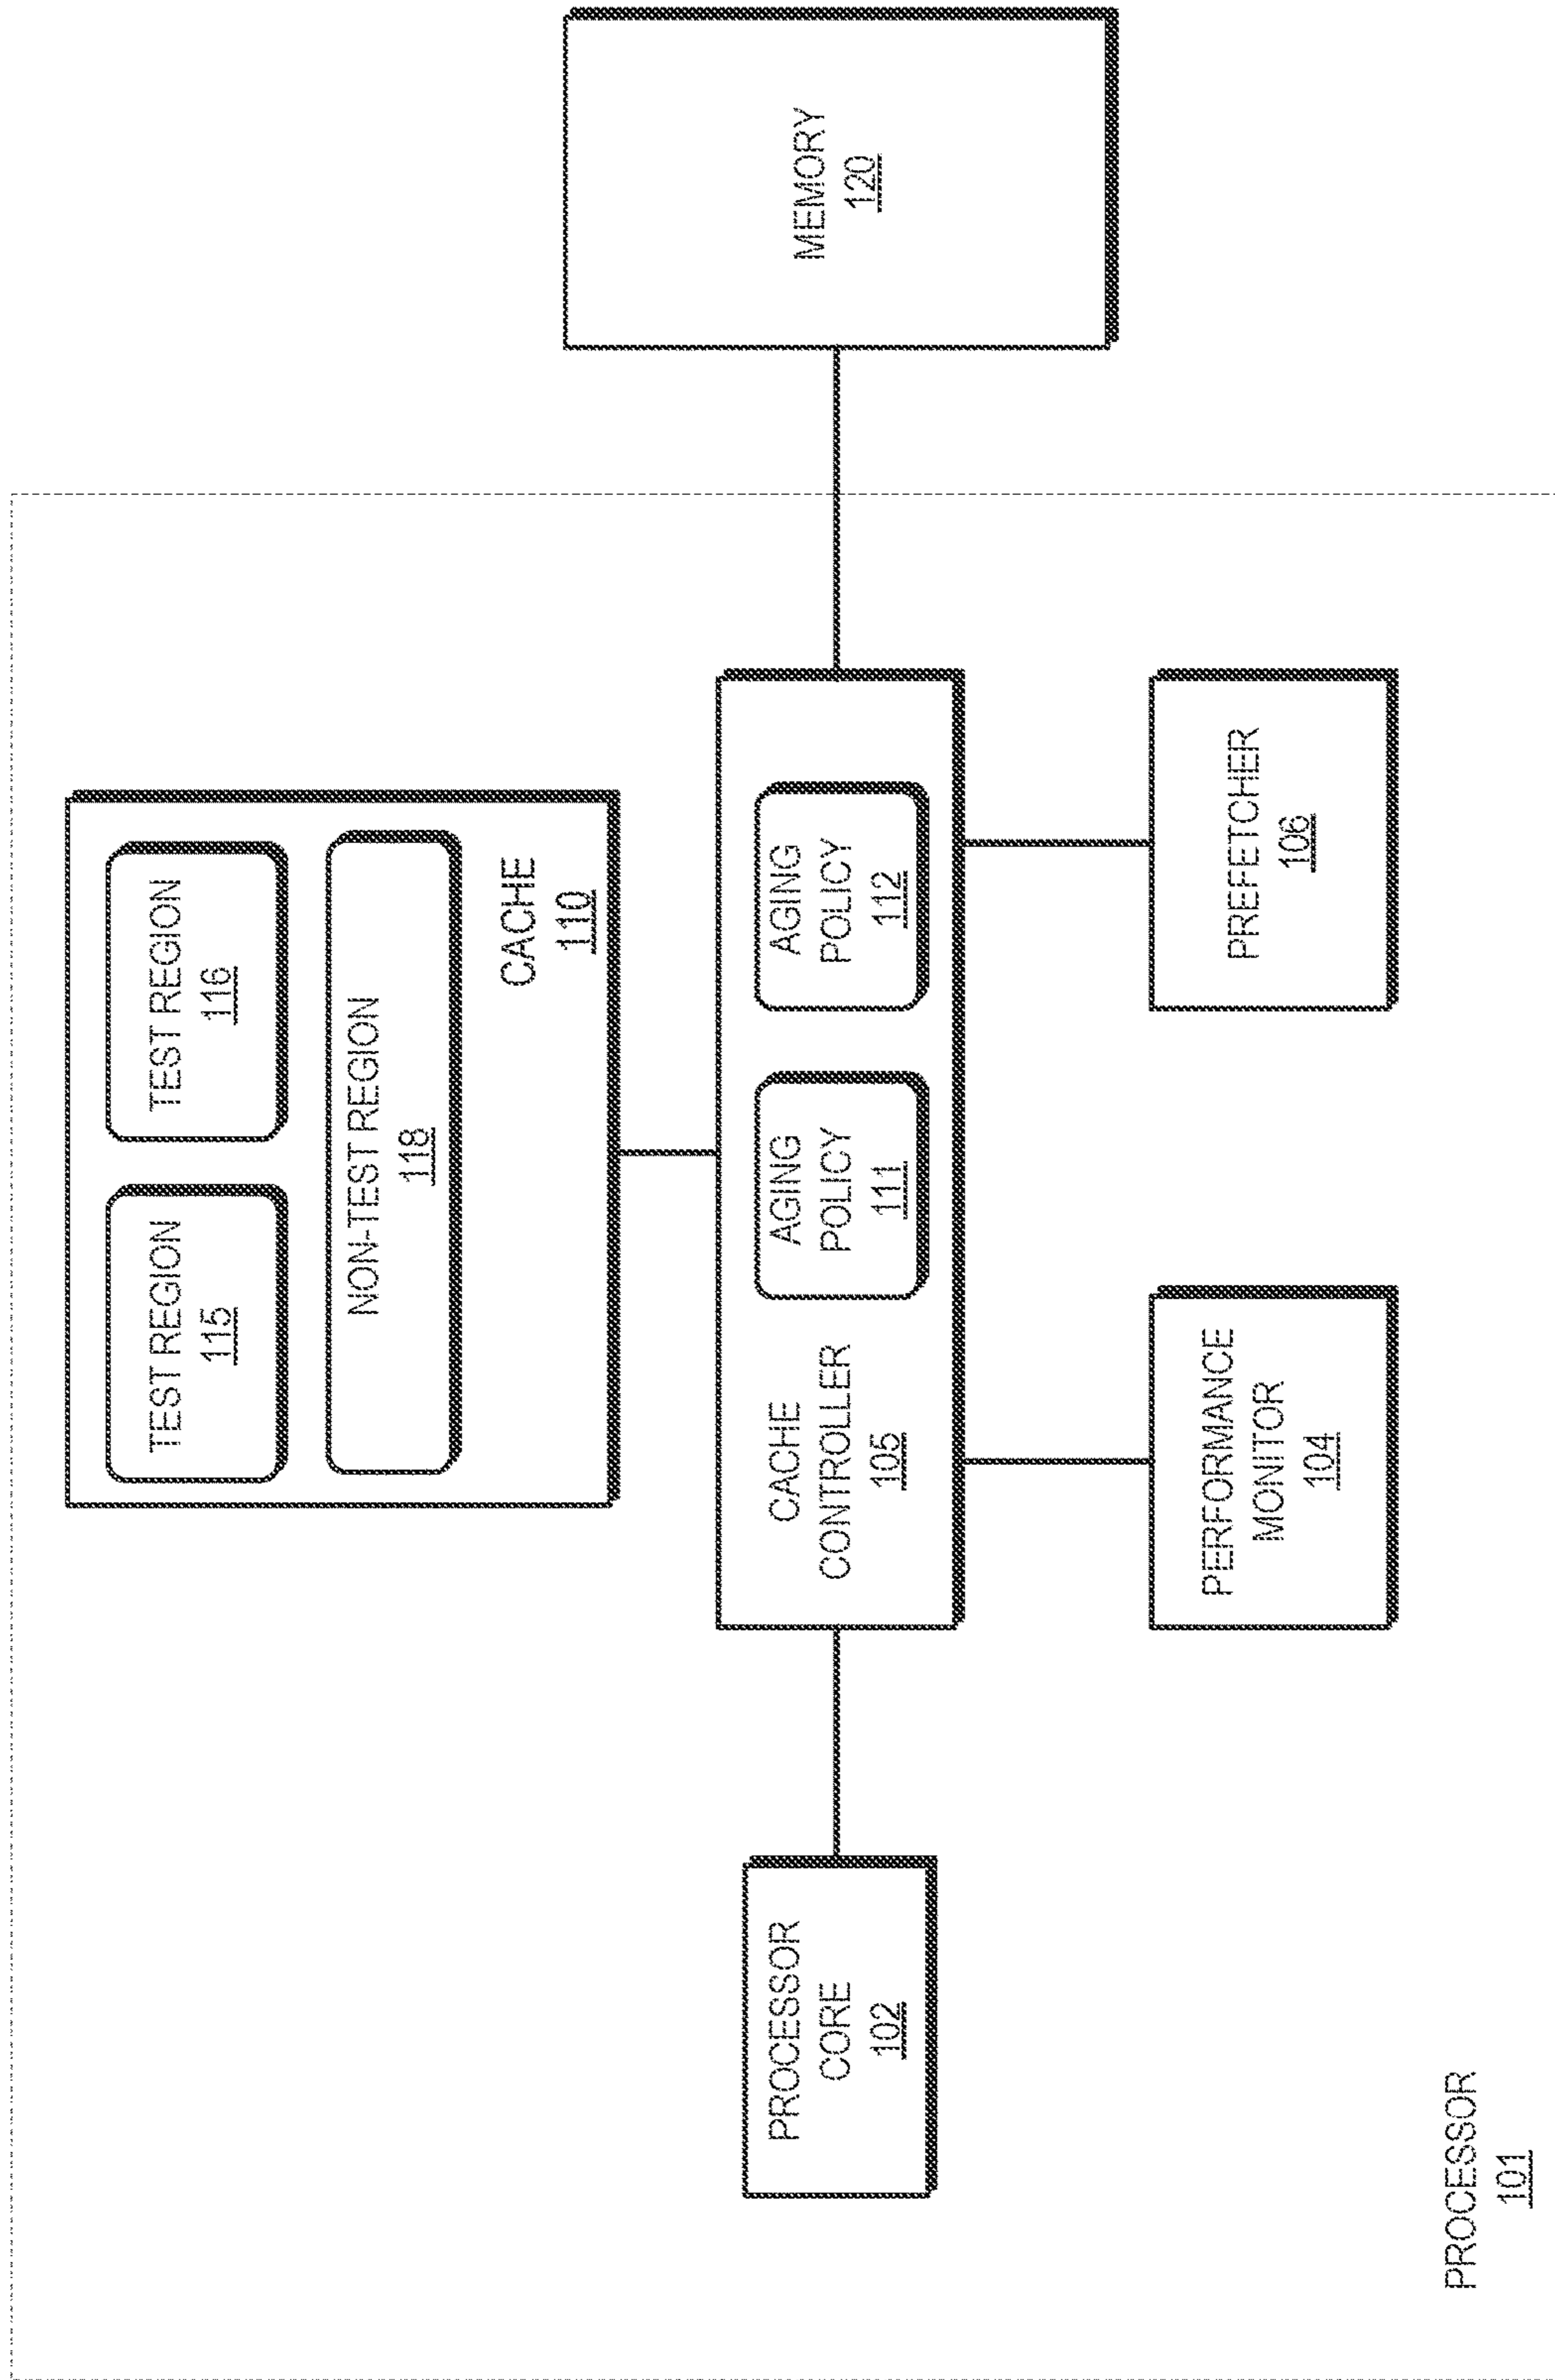 TEST REGION
115
TEST REGION
116
NON-TEST REGION
118
CACHE
110
PROCESSOR
CORE
102
CACHE
CONTROLLER
105
AGING
POLICY
111
AGING
POLICY
112
MEMORY
120
PERFORMANCE
MONITOR
104
PREFETCHER
106
PROCESSOR
101